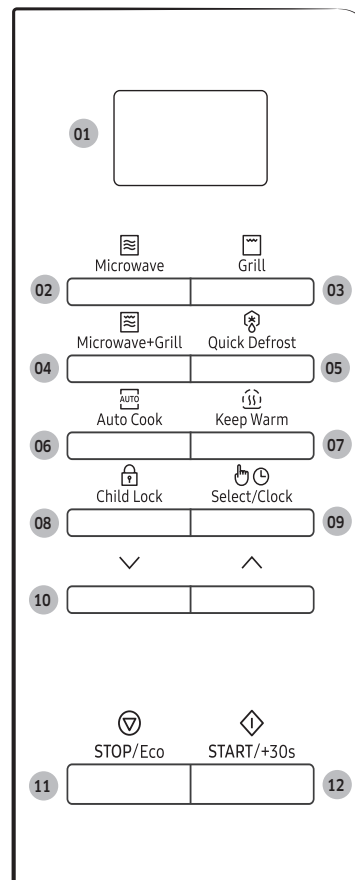 01
Microwave Grill
02 03
Microwave+Grill Quick Defrost
04 05
AUTO
Auto Cook Keep Warm
06 07
Child Lock Select/Clock
08 09
10
STOP/Eco START/+30s
11 12